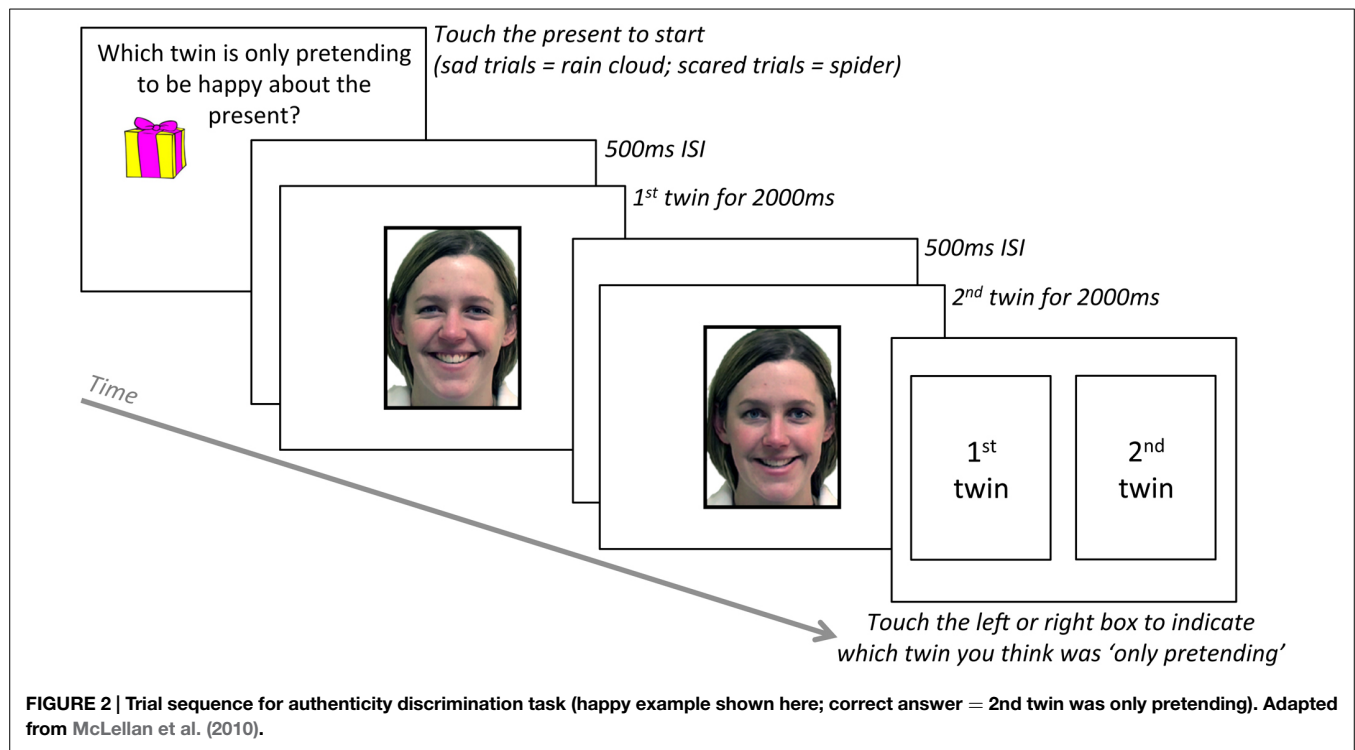 Which twin is only pretending
to be happy about the
present?
Touch the present to start
(sad trials = rain cloud; scared trials = spider)
500ms ISI
1st twin for 2000ms
500ms ISI
2nd twin for 2000ms
Time
1st
twin
2nd
twin
Touch the left or right box to indicate
which twin you think was ‘only pretending’
FIGURE 2 | Trial sequence for authenticity discrimination task (happy example shown here; correct answer = 2nd twin was only pretending). Adapted
from McLellan et al. (2010).